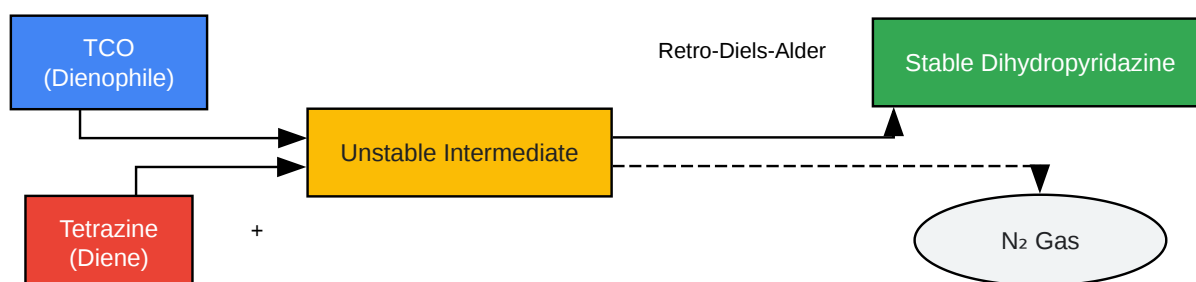 TCO
(Dienophile)
Retro-Diels-Alder
Stable Dihydropyridazine
Unstable Intermediate
Tetrazine
(Diene)
+
N₂ Gas